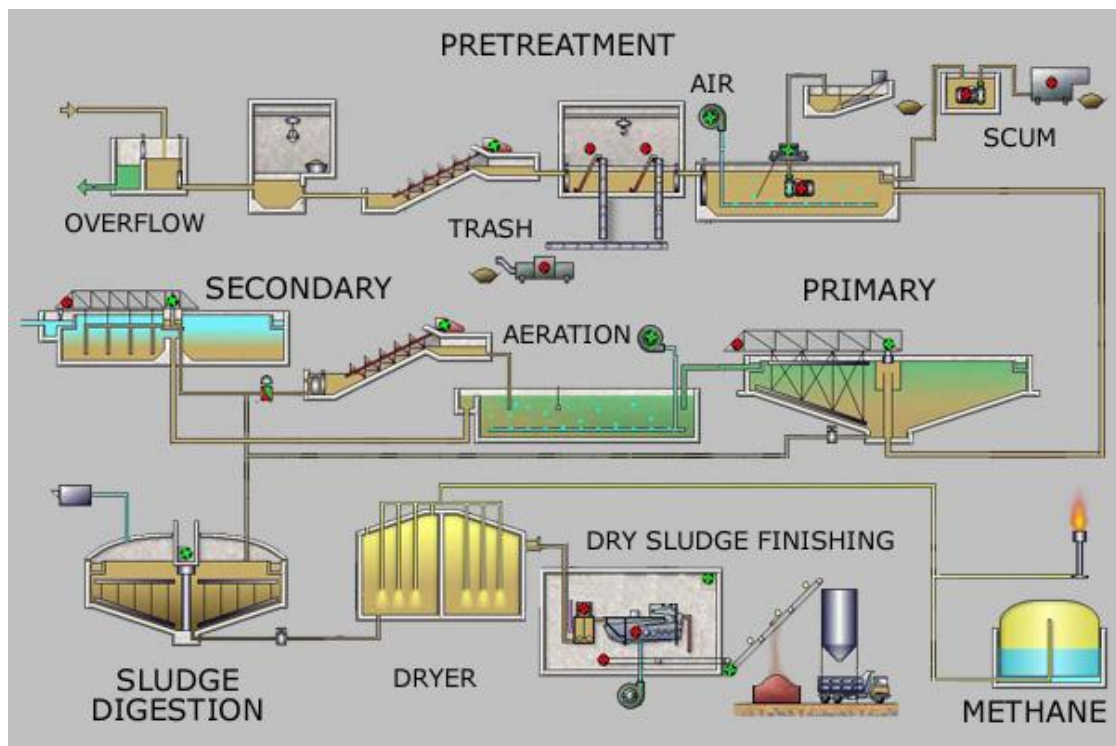 PRETREATMENT
AIR
SCUM
OVERFLOW
TRASH
SECONDARY
PRIMARY
AERATION
DRY SLUDGE FINISHING
SLUDGE
DIGESTION
DRYER
METHANE